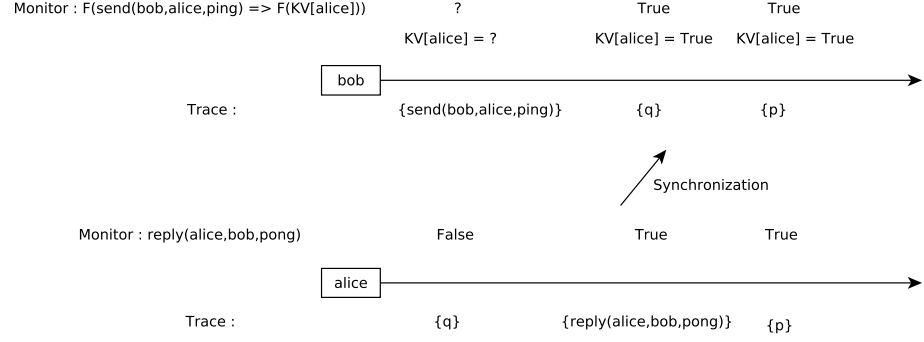 Monitor : F(send(bob,alice,ping) => F(KV[alice])) ? True True
KV[alice] = ? KV[alice] = True KV[alice] = True
bob
Trace : {send(bob,alice,ping)} {q} {p}
Synchronization
Monitor : reply(alice,bob,pong) False True True
alice
Trace : {q} {reply(alice,bob,pong)} {p}